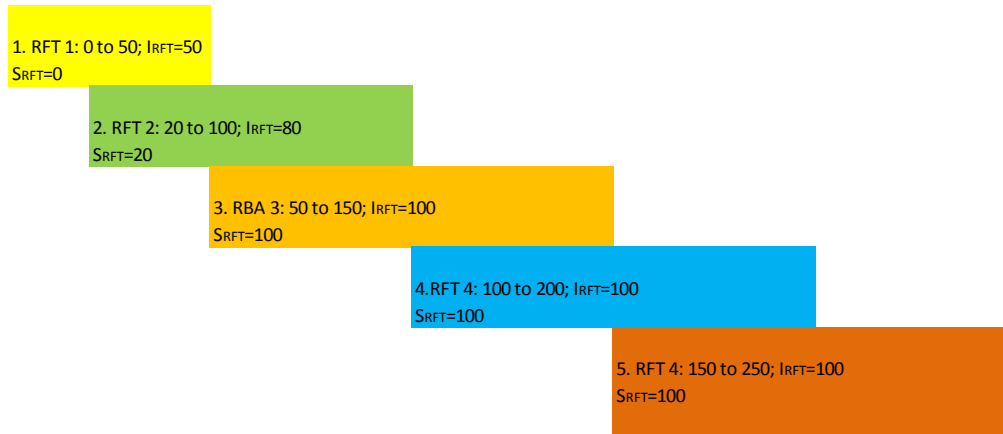 1. RFT 1: 0 to 50; IRFT=50
SRFT=0
2. RFT 2: 20 to 100; IRFT=80
SRFT=20
3. RBA 3: 50 to 150; IRFT=100
SRFT=100
4.RFT 4: 100 to 200; IRFT=100
SRFT=100
5. RFT 4: 150 to 250; IRFT=100
SRFT=100